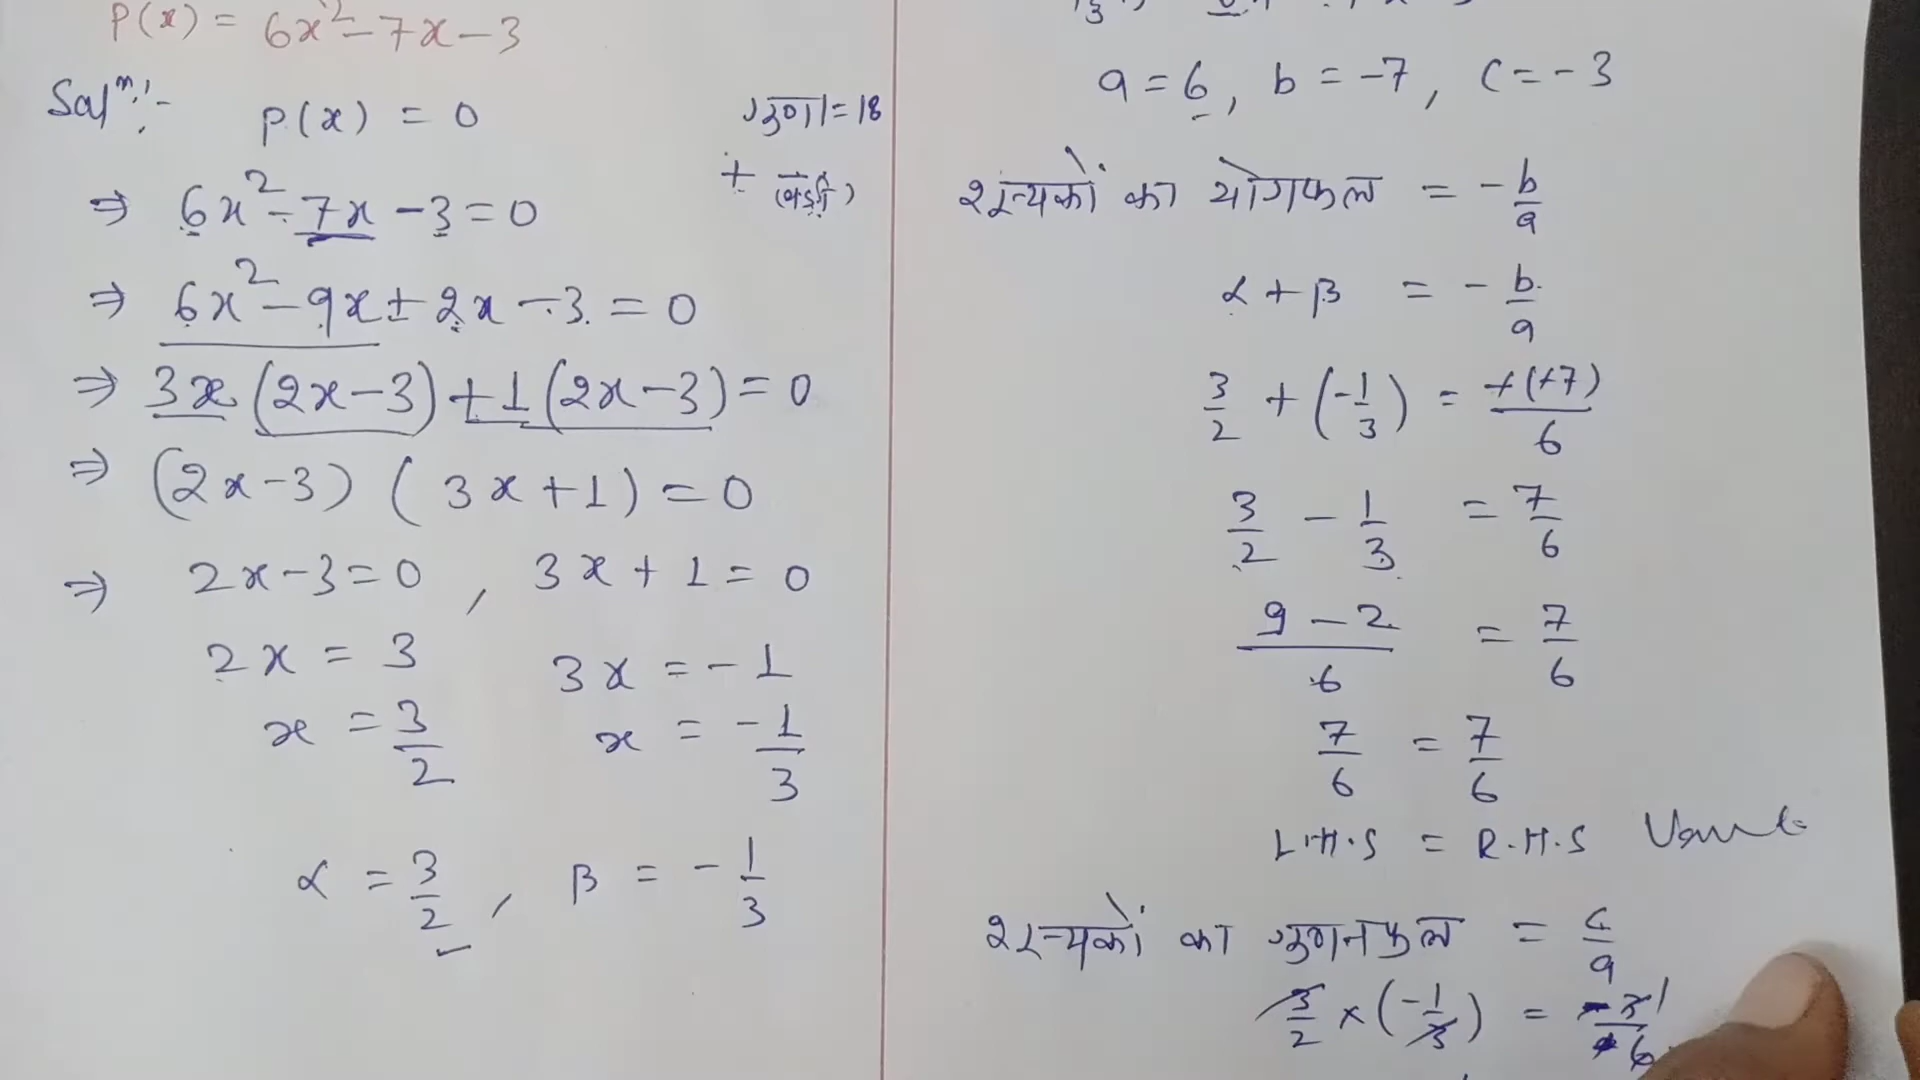 P(x) = 6x² - 7x - 3
Solⁿ:-
P(x) = 0
गुणा = 18
+
⇒ 6x² - 7x - 3 = 0
⇒ 6x² - 9x + 2x - 3 = 0
⇒ 3x (2x - 3) + 1 (2x - 3) = 0
⇒ (2x - 3) ( 3x + 1 ) = 0
⇒ 2x - 3 = 0 , 3x + 1 = 0
2x = 3 3x = - 1
x = 3/2 x = -1/3
α = 3/2 , β = - 1/3
a = 6 , b = -7 , c = - 3
शून्यकों का योगफल = - b/a
α + β = - b/a
3/2 + (-1/3) = +(+7)/6
3/2 - 1/3 = 7/6
9 - 2/6 = 7/6
7/6 = 7/6
L.H.S = R.H.S
शून्यकों का गुणनफल = c/a
3/2 × (-1/3) = -3/6